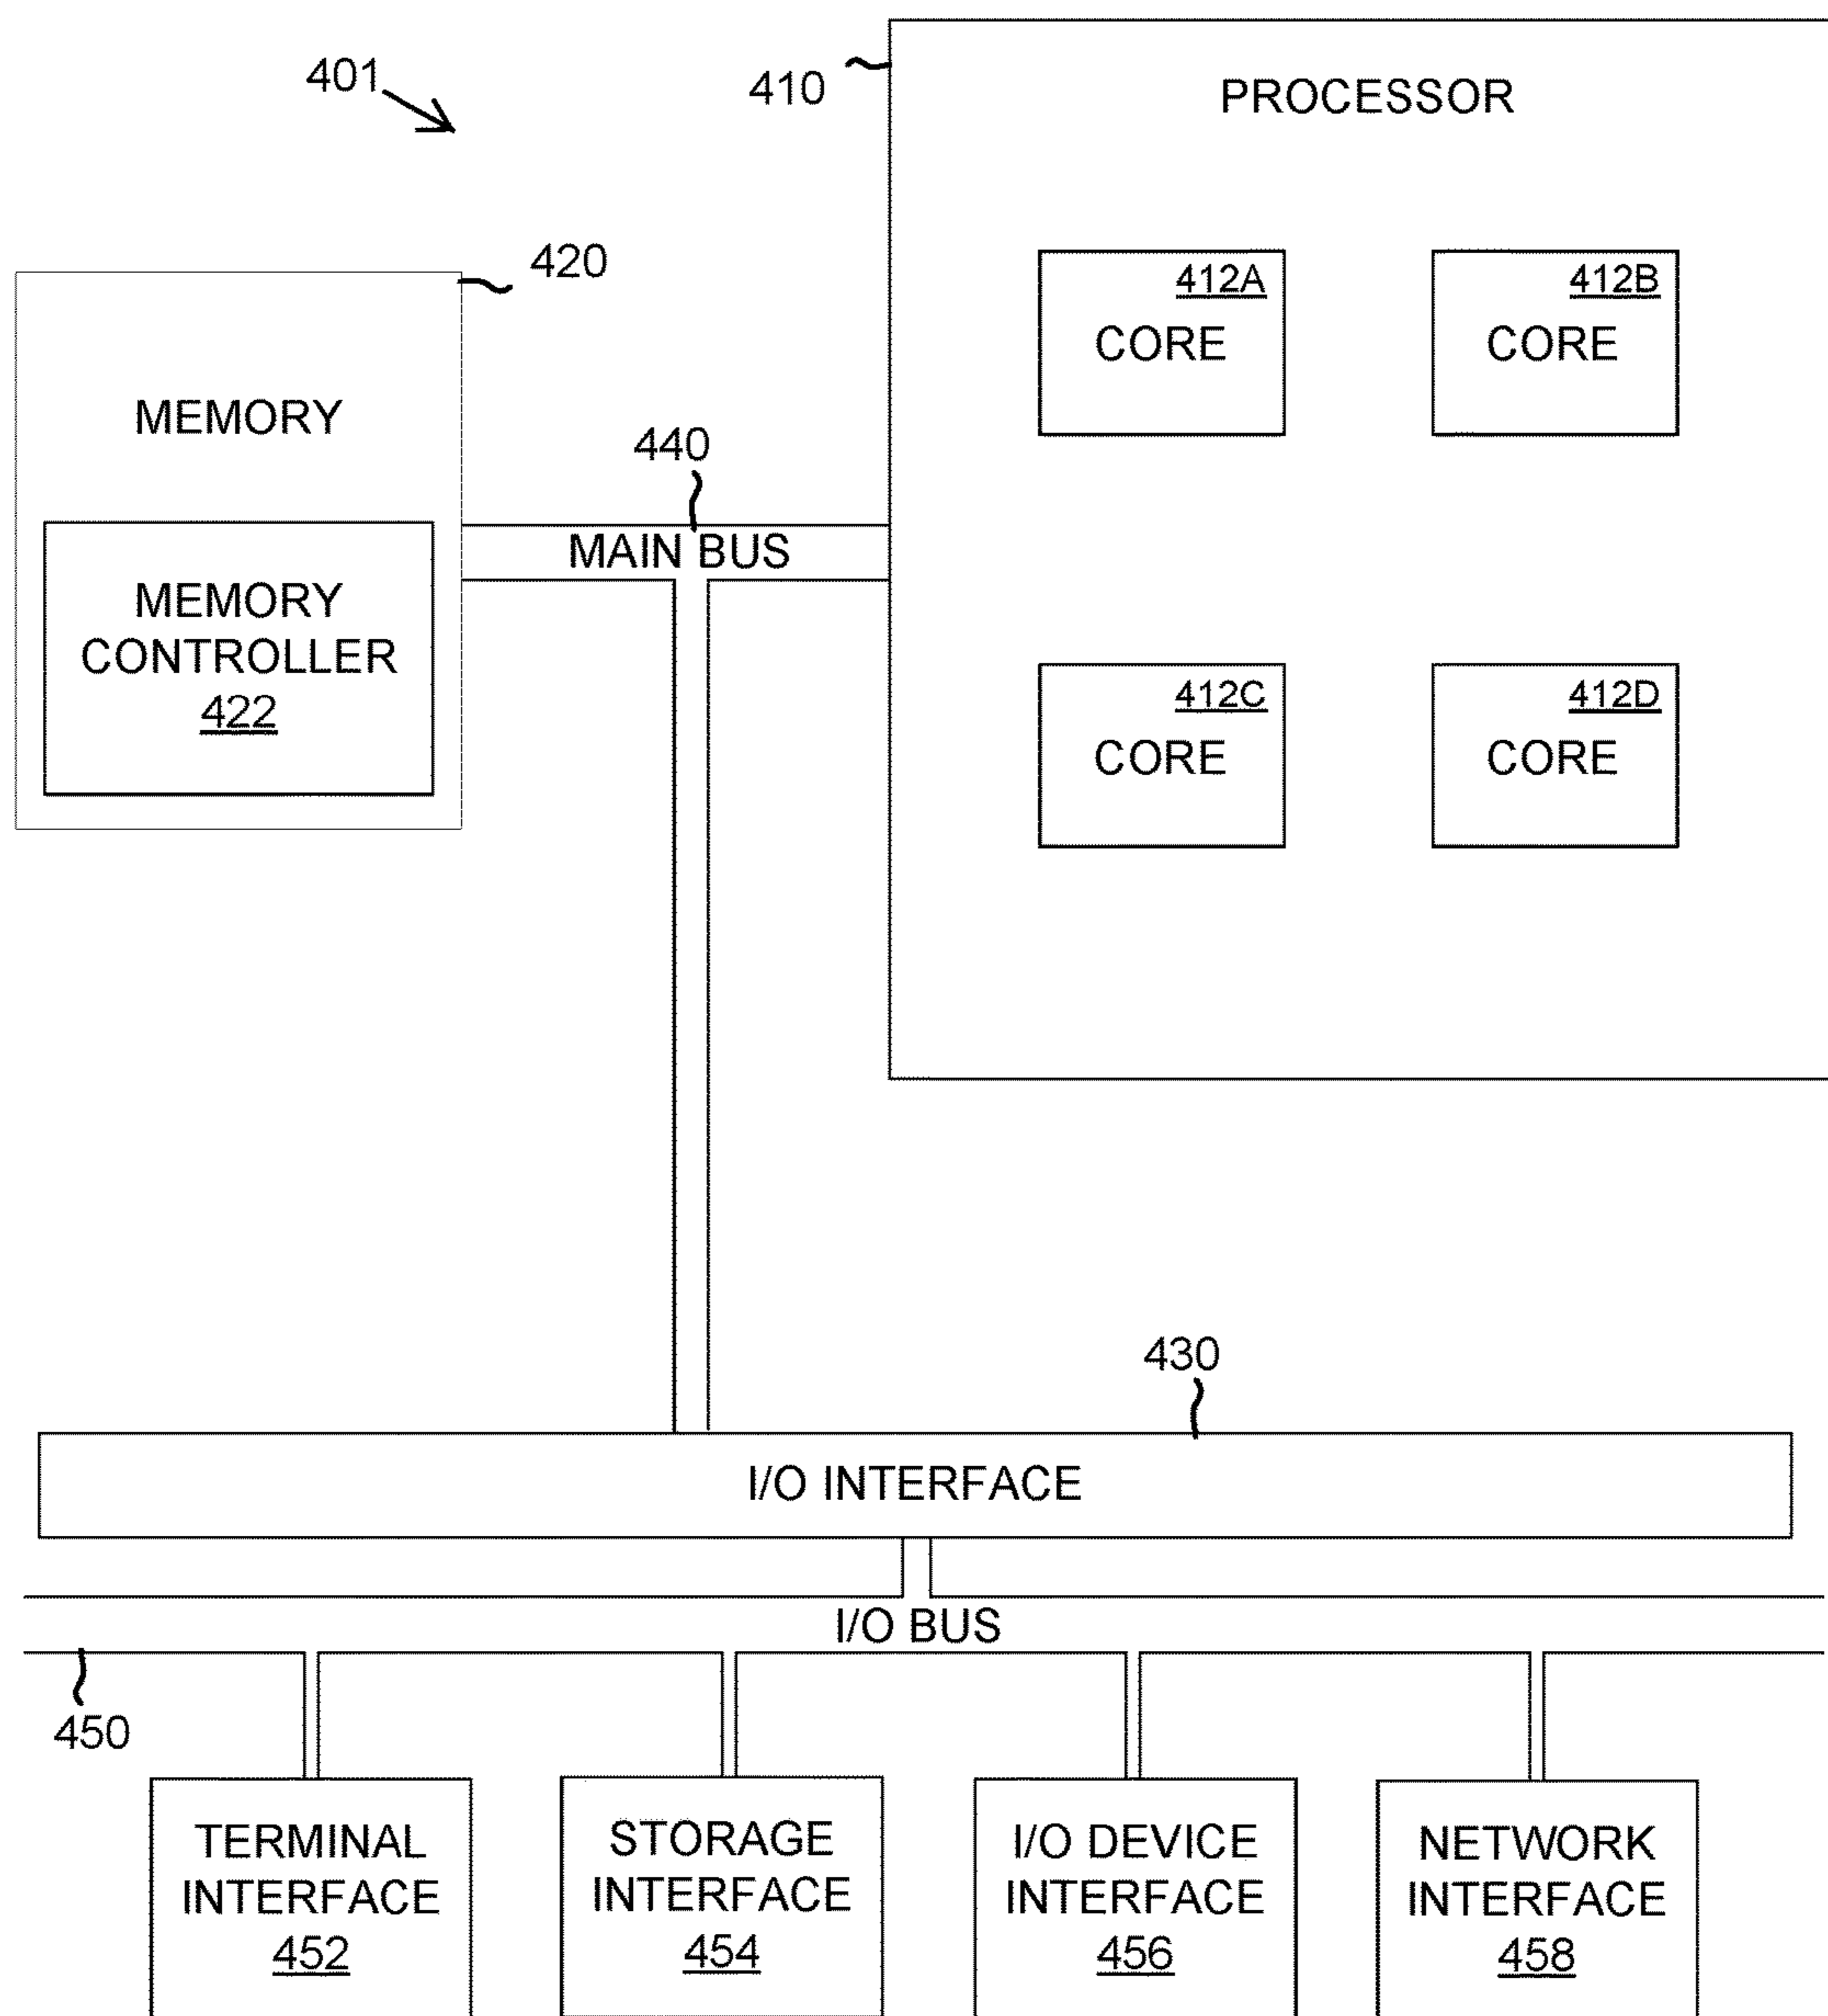 401
410
PROCESSOR
420
412A
CORE
412B
CORE
MEMORY
440
MAIN BUS
MEMORY
CONTROLLER
422
412C
CORE
412D
CORE
430
I/O INTERFACE
I/O BUS
450
TERMINAL
INTERFACE
452
STORAGE
INTERFACE
454
I/O DEVICE
INTERFACE
456
NETWORK
INTERFACE
458